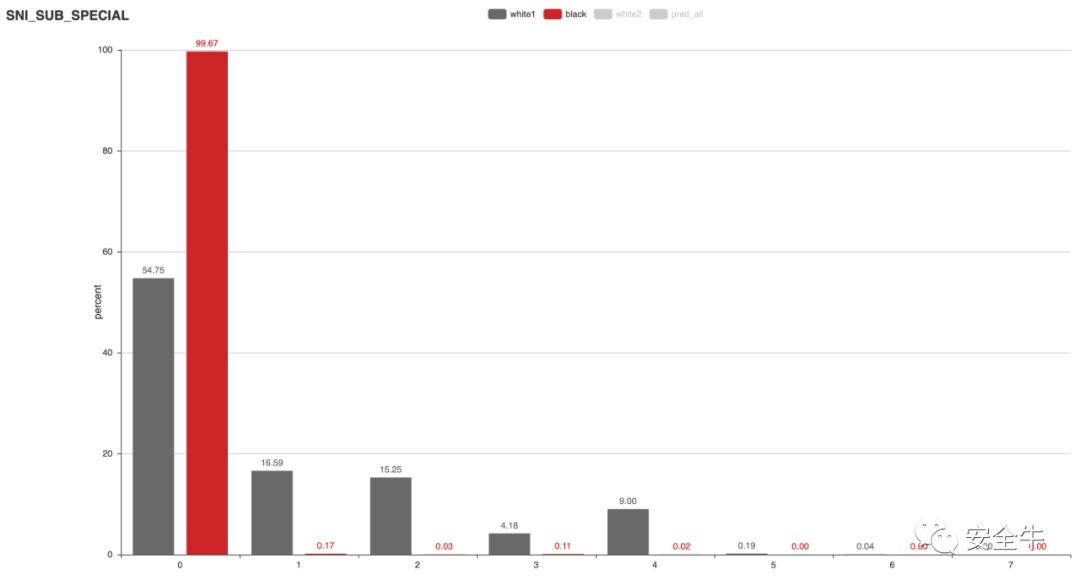 SNI_SUB_SPECIAL
white1 black white2 pred_all
percent
100
80
60
40
20
0
54.75 99.67
16.59 0.17
15.25 0.03
4.18 0.11
9.00 0.02
0.19 0.00
0.04
0 1 2 3 4 5 6 7
安全牛